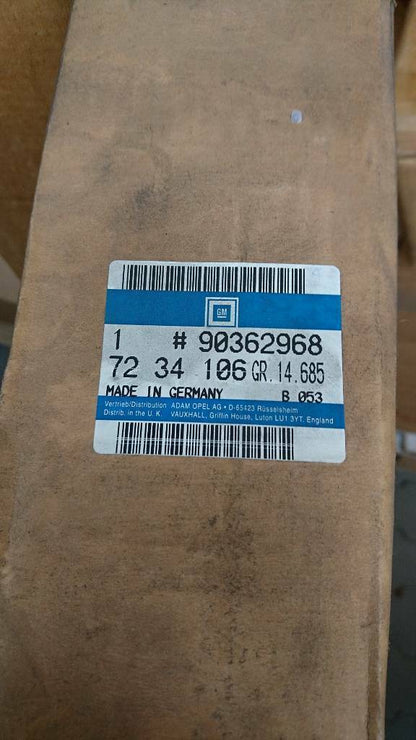 GM
1 # 90362968
72 34 106 GR.14.685
MADE IN GERMANY B 053
Vertrieb/Distribution ADAM OPEL AG • D-65423 Rüsselsheim
Distrib. in the U.K. VAUXHALL, Griffin House, Luton LU1 3YT. England